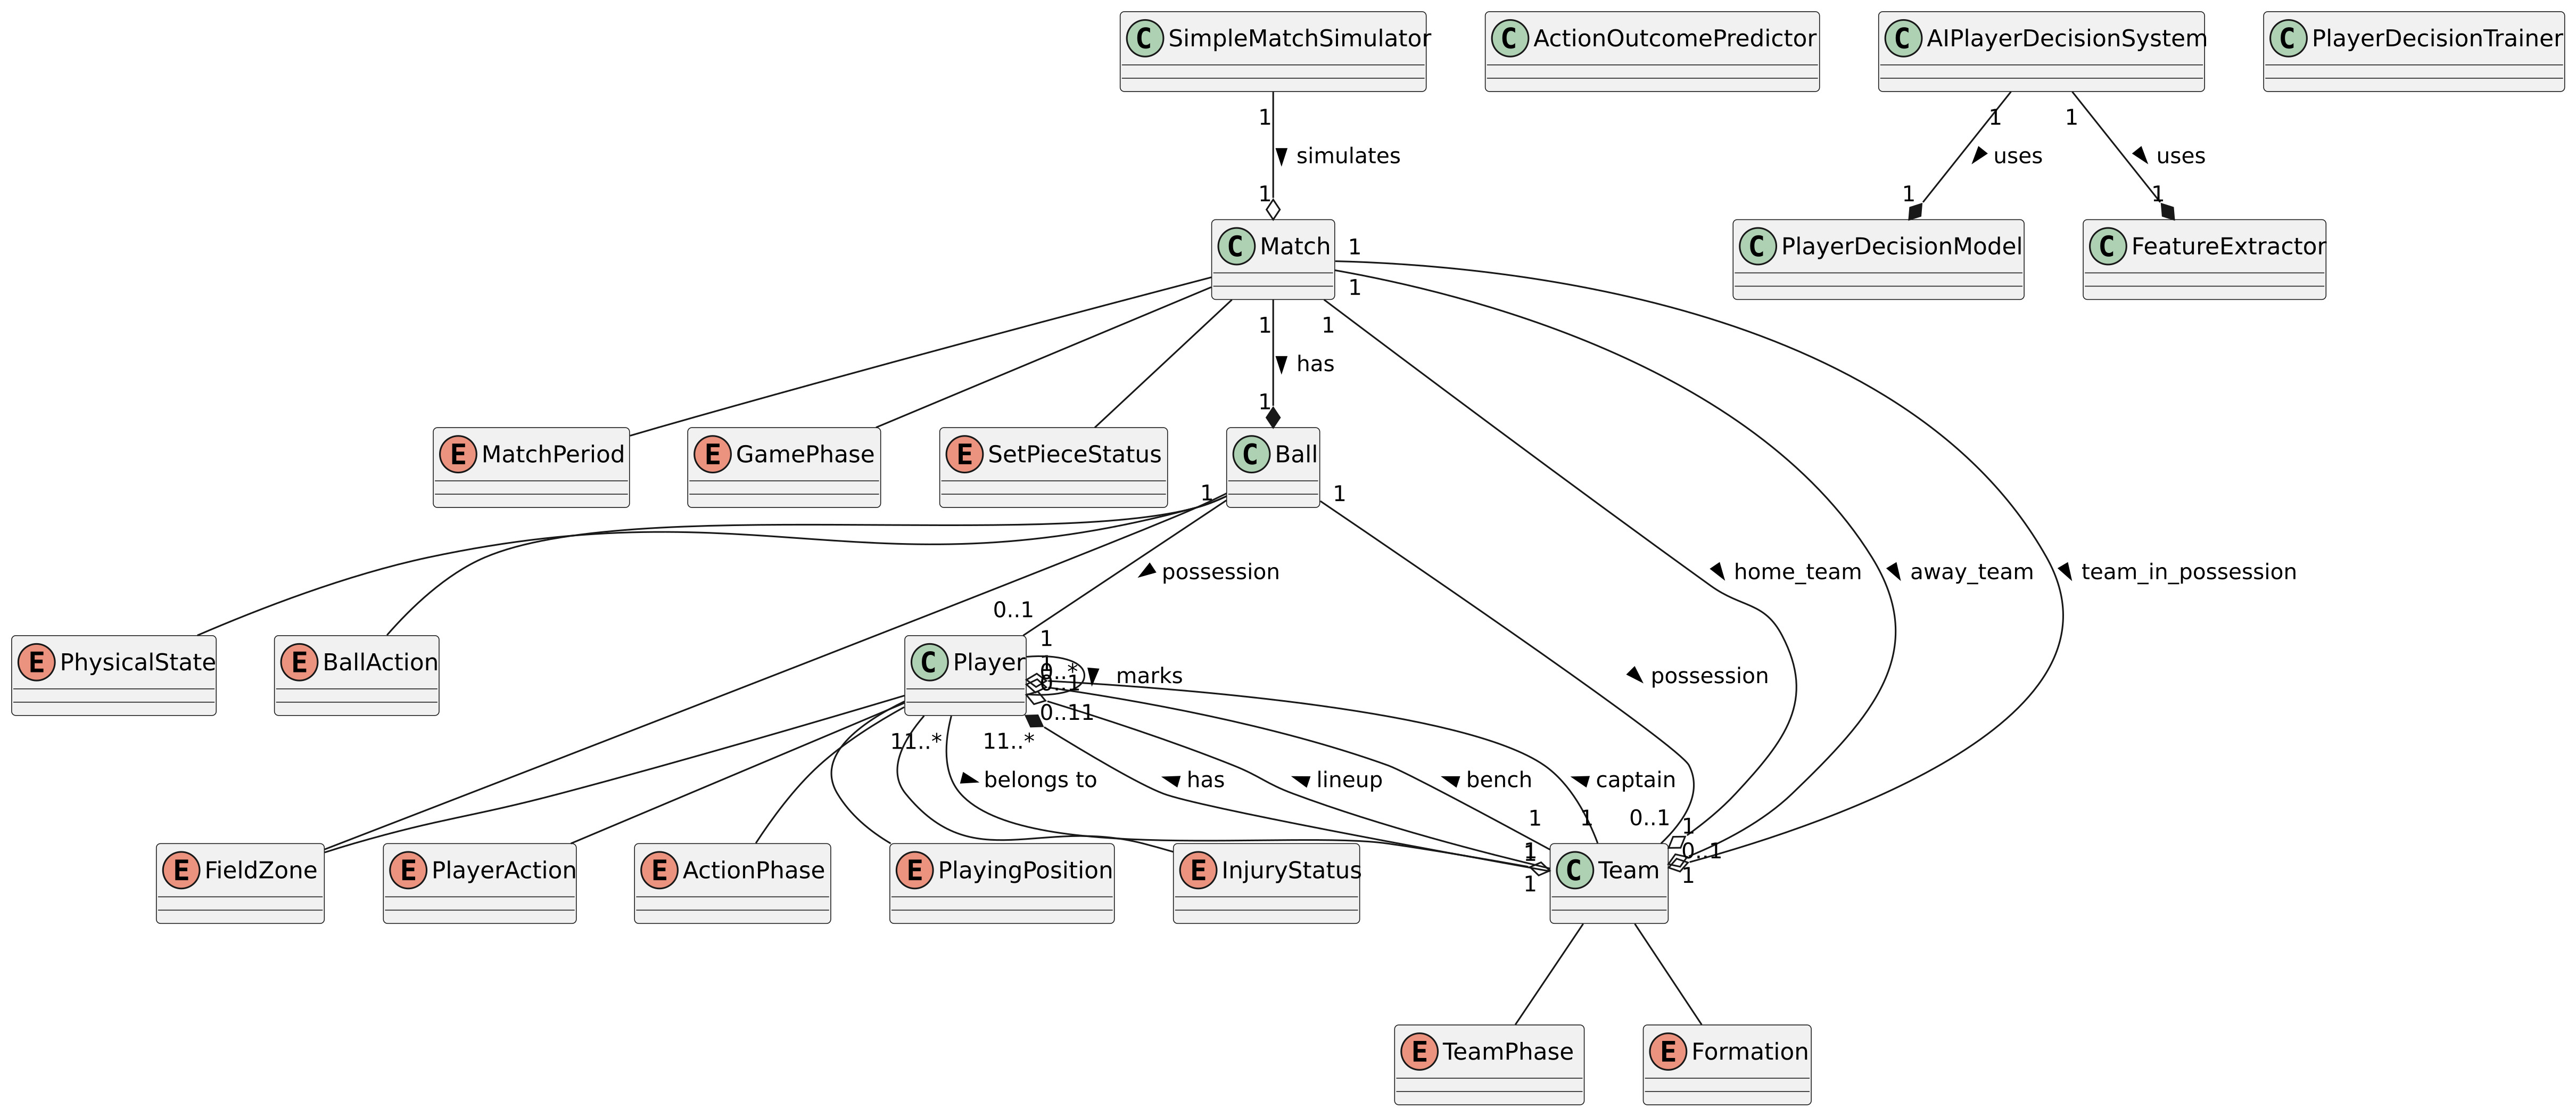 C SimpleMatchSimulator
C ActionOutcomePredictor
C AIPlayerDecisionSystem
C PlayerDecisionTrainer
1
1
1
simulates
uses
uses
1
1
1
C Match
1
1
C PlayerDecisionModel
C FeatureExtractor
1
1
has
1
E MatchPeriod
E GamePhase
E SetPieceStatus
C Ball
1
1
possession
home_team
away_team
team_in_possession
0..1
E PhysicalState
E BallAction
C Player
1
1
0..*
0..1
0..11
marks
possession
11..*
11..*
belongs to
has
lineup
bench
captain
1
1
0..1
1
1
1
1
0..1
1
E FieldZone
E PlayerAction
E ActionPhase
E PlayingPosition
E InjuryStatus
C Team
E TeamPhase
E Formation